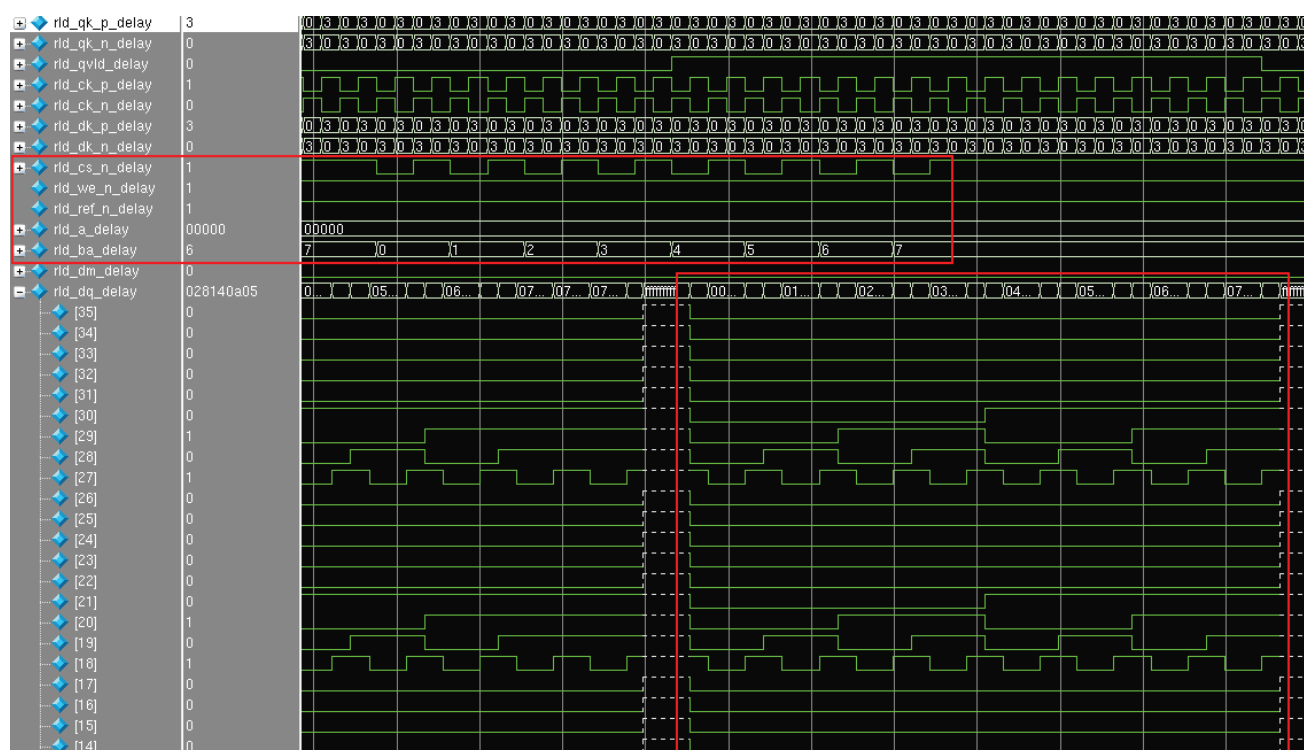 rld_qk_p_delay 3
rld_qk_n_delay 0
rld_qvld_delay 0
rld_ck_p_delay 1
rld_ck_n_delay 0
rld_dk_p_delay 3
rld_dk_n_delay 0
rld_cs_n_delay 1
rld_we_n_delay 1
rld_ref_n_delay 1
rld_a_delay 00000 00000
rld_ba_delay 6 7 0 1 2 3 4 5 6 7
rld_dm_delay 0
rld_dq_delay 028140a05 0... 05... 06... 07... 07... 07... 00... 01... 02... 03... 04... 05... 06... 07...
[35] 0
[34] 0
[33] 0
[32] 0
[31] 0
[30] 0
[29] 1
[28] 0
[27] 1
[26] 0
[25] 0
[24] 0
[23] 0
[22] 0
[21] 0
[20] 1
[19] 0
[18] 1
[17] 0
[16] 0
[15] 0
[14] 0